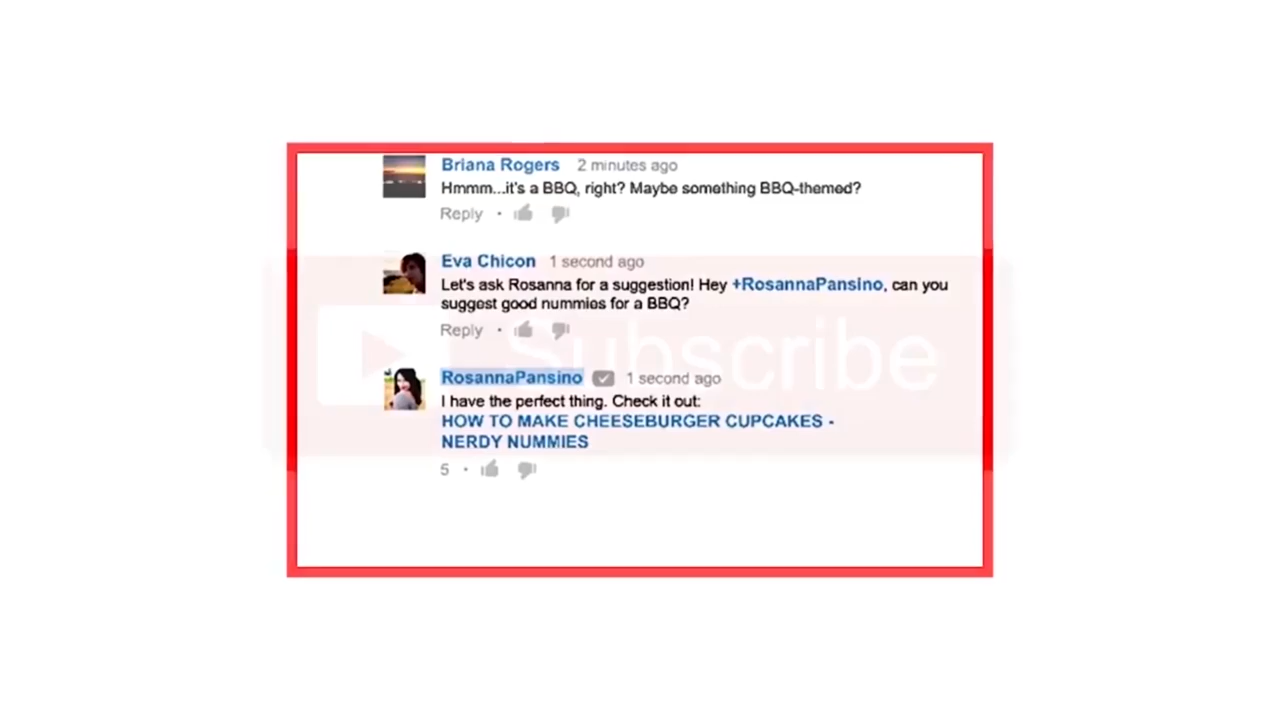 Briana Rogers 2 minutes ago
Hmmm...it's a BBQ, right? Maybe something BBQ-themed?
Reply •
Eva Chicon 1 second ago
Let's ask Rosanna for a suggestion! Hey +RosannaPansino, can you
suggest good nummies for a BBQ?
Reply •
Subscribe
RosannaPansino 1 second ago
I have the perfect thing. Check it out:
HOW TO MAKE CHEESEBURGER CUPCAKES -
NERDY NUMMIES
5 •